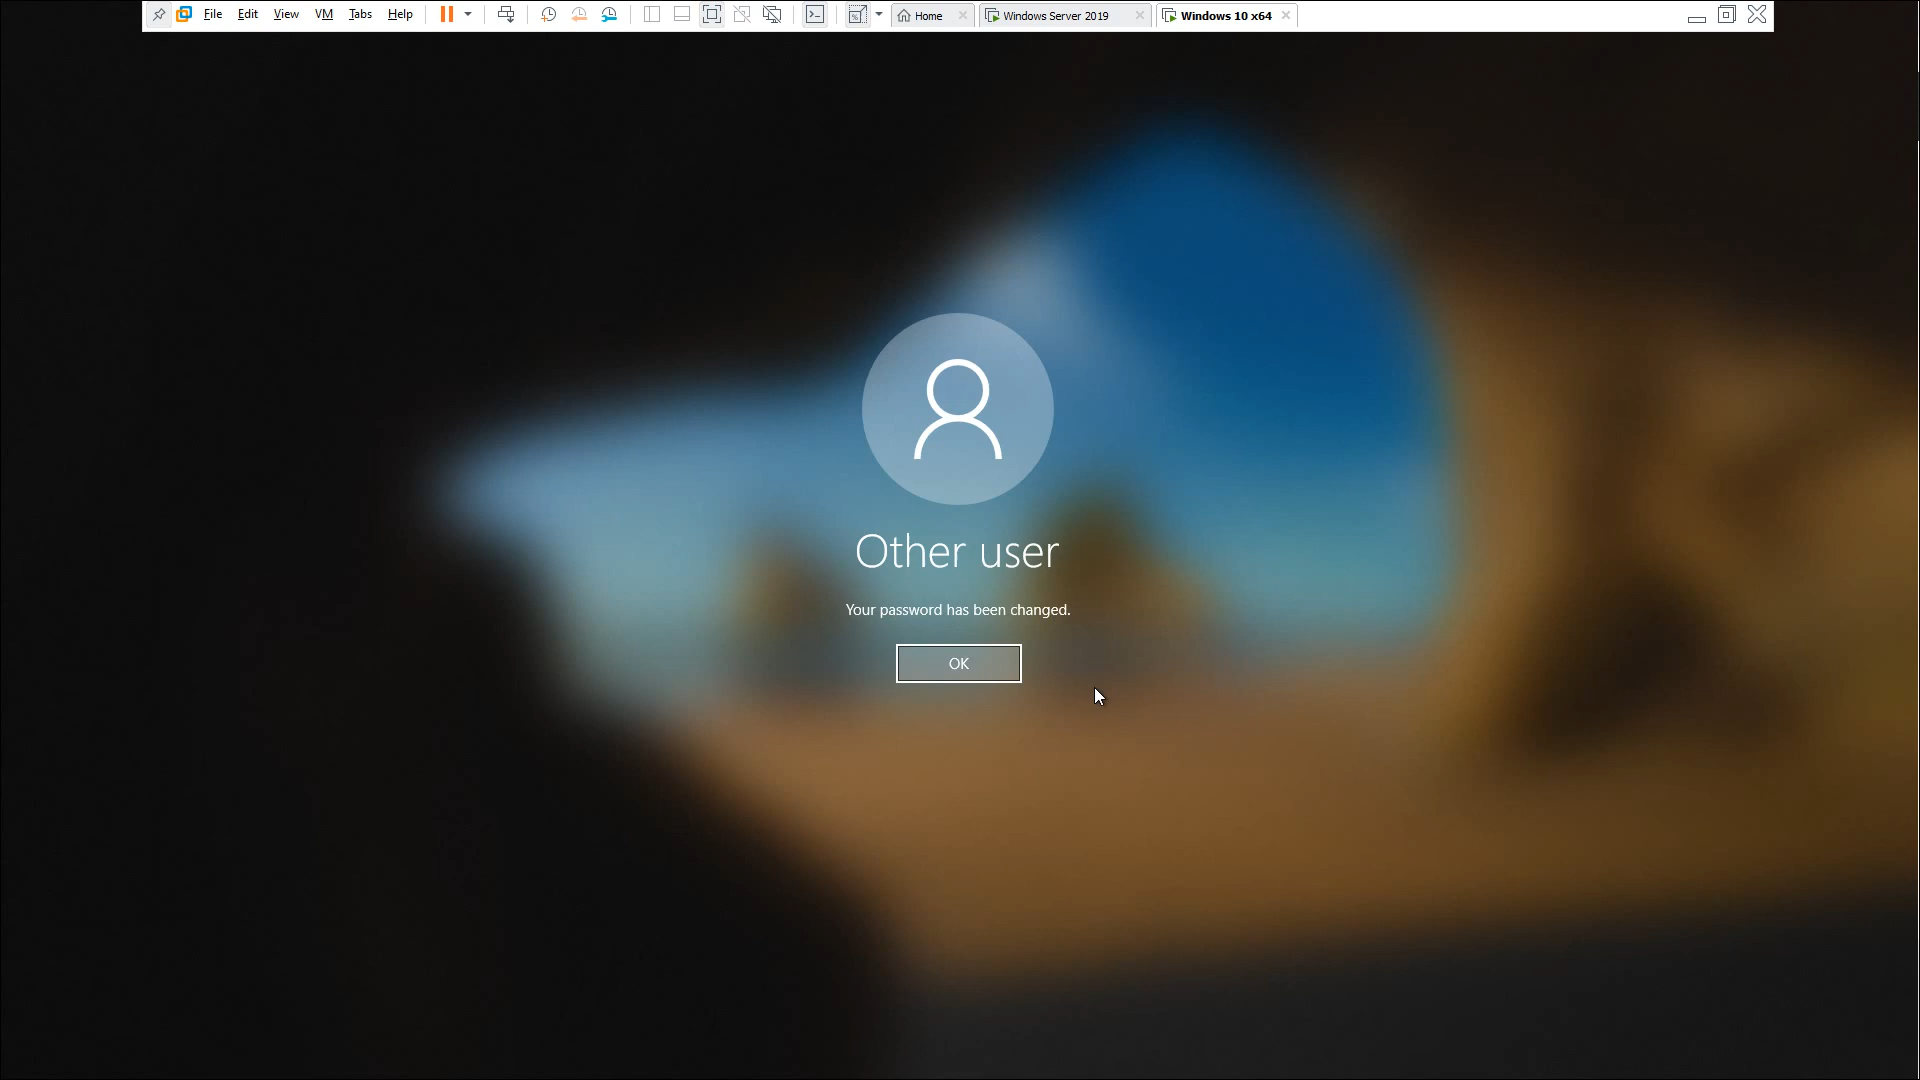 File Edit View VM Tabs Help Home Windows Server 2019 Windows 10 x64
Other user
Your password has been changed.
OK